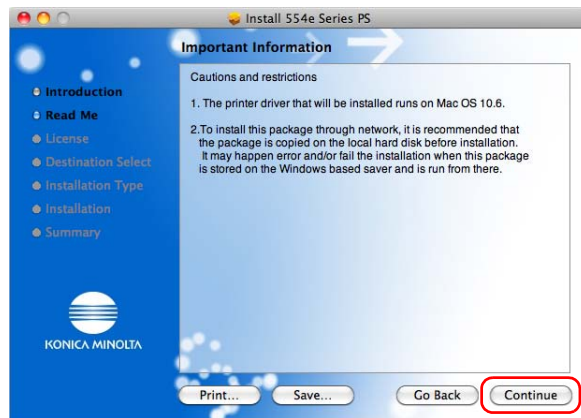 Install 554e Series PS
Important Information
Introduction
Read Me
License
Destination Select
Installation Type
Installation
Summary
KONICA MINOLTA
Cautions and restrictions
1. The printer driver that will be installed runs on Mac OS 10.6.
2.To install this package through network, it is recommended that
the package is copied on the local hard disk before installation.
It may happen error and/or fail the installation when this package
is stored on the Windows based saver and is run from there.
Print...
Save...
Go Back
Continue